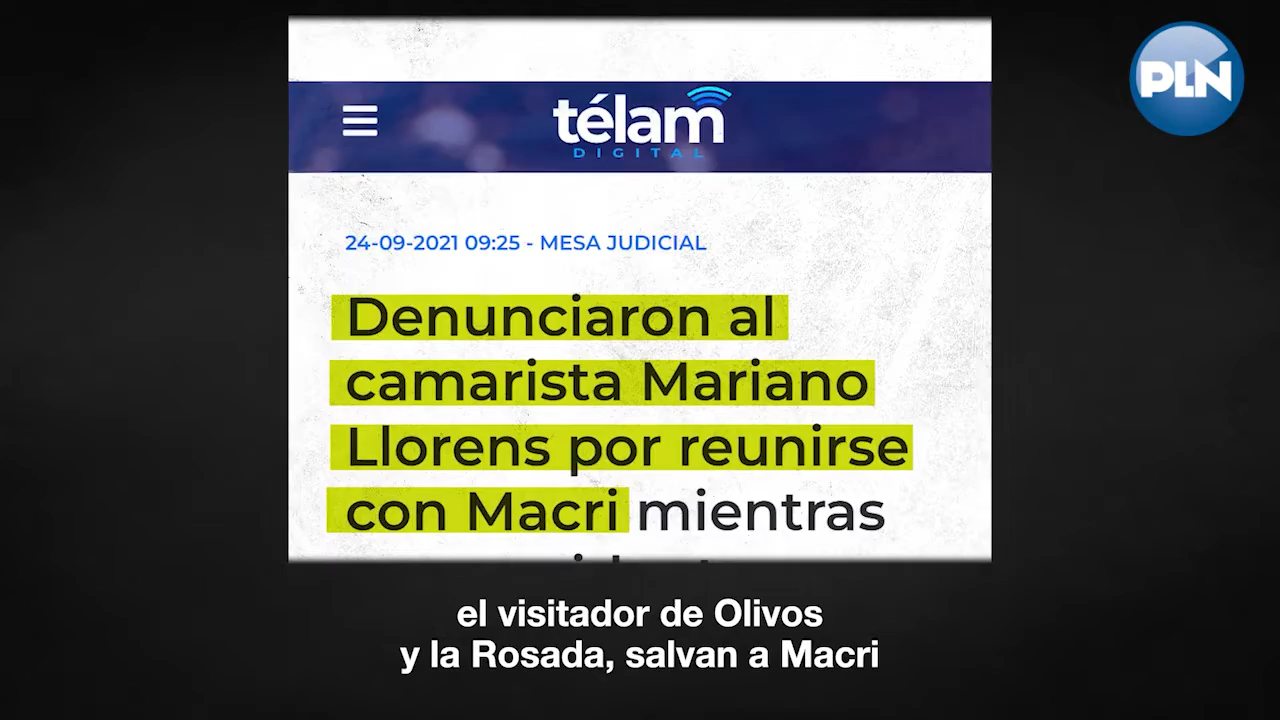 PLN
télam
DIGITAL
24-09-2021 09:25 - MESA JUDICIAL
Denunciaron al
camarista Mariano
Llorens por reunirse
con Macri mientras
el visitador de Olivos
y la Rosada, salvan a Macri